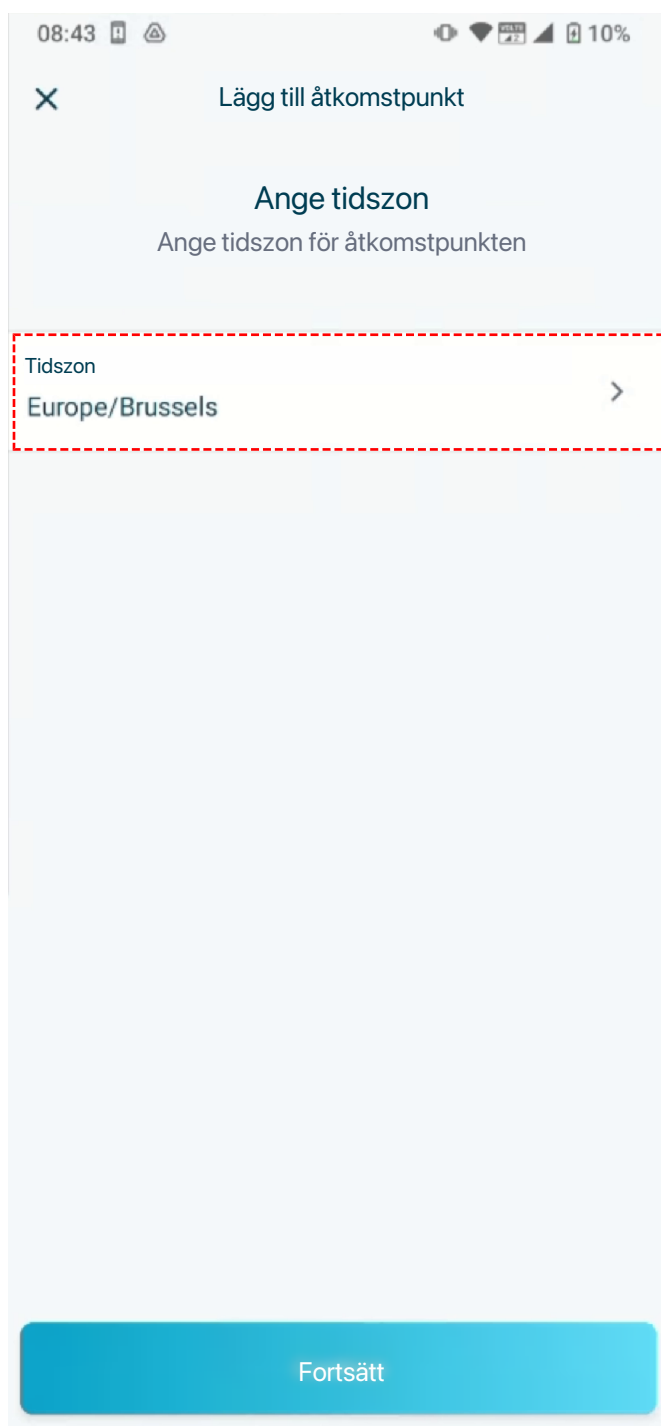 08:43 10%
Lägg till åtkomstpunkt
Ange tidszon
Ange tidszon för åtkomstpunkten
Tidszon
Europe/Brussels
Fortsätt